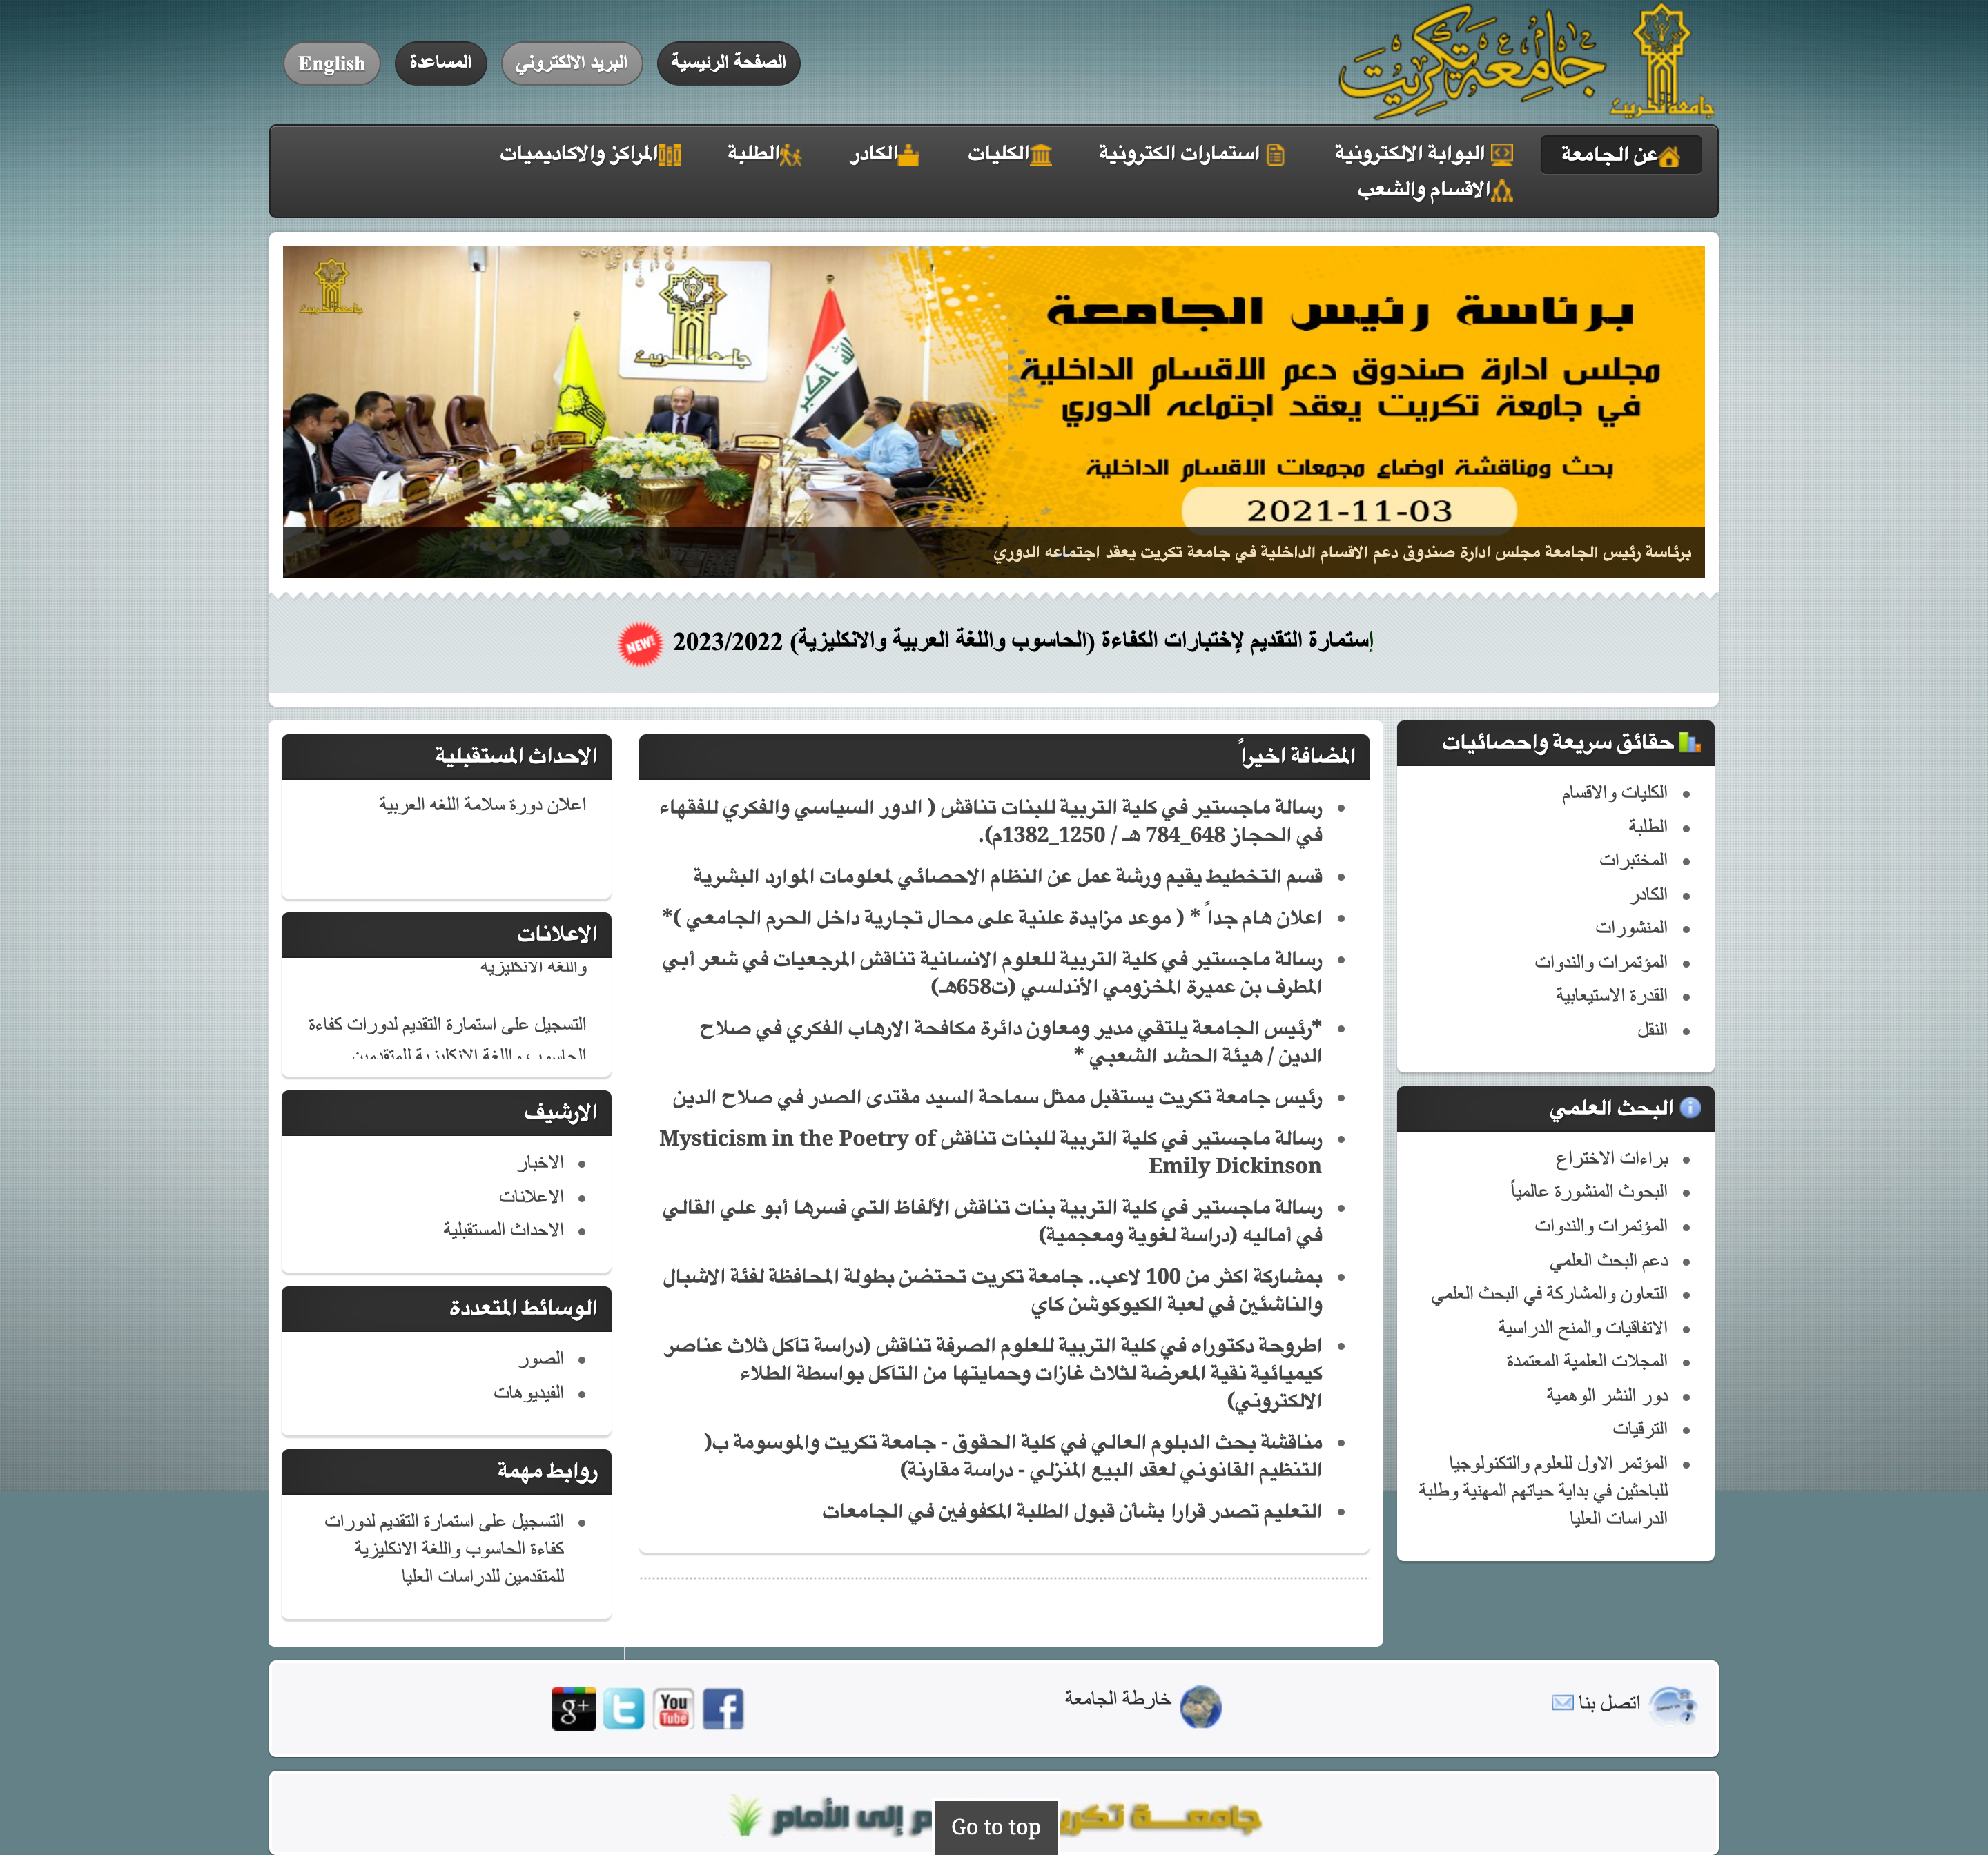 جامعة تكريت
جامعة تكريت
الصفحة الرئيسية
البريد الالكتروني
المساعدة
English
عن الجامعة
البوابة الالكترونية
استمارات الكترونية
الكليات
الكادر
الطلبة
المراكز والاكاديميات
الاقسام والشعب
جامعة تكريت
الله أكبر
برئاسة رئيس الجامعة
مجلس ادارة صندوق دعم الاقسام الداخلية
في جامعة تكريت يعقد اجتماعه الدوري
بحث ومناقشة اوضاع مجمعات الاقسام الداخلية
2021-11-03
برئاسة رئيس الجامعة مجلس ادارة صندوق دعم الاقسام الداخلية في جامعة تكريت يعقد اجتماعه الدوري
إستمارة التقديم لإختبارات الكفاءة (الحاسوب واللغة العربية والانكليزية) 2023/2022
NEW!
حقائق سريعة واحصائيات
الكليات والاقسام
الطلبة
المختبرات
الكادر
المنشورات
المؤتمرات والندوات
القدرة الاستيعابية
النقل
البحث العلمي
براءات الاختراع
البحوث المنشورة عالمياً
المؤتمرات والندوات
دعم البحث العلمي
التعاون والمشاركة في البحث العلمي
الاتفاقيات والمنح الدراسية
المجلات العلمية المعتمدة
دور النشر الوهمية
الترقيات
المؤتمر الاول للعلوم والتكنولوجيا
للباحثين في بداية حياتهم المهنية وطلبة
الدراسات العليا
المضافة اخيراً
رسالة ماجستير في كلية التربية للبنات تناقش ( الدور السياسي والفكري للفقهاء
في الحجاز 648_784 هـ / 1250_1382م).
قسم التخطيط يقيم ورشة عمل عن النظام الاحصائي لمعلومات الموارد البشرية
اعلان هام جداً * ( موعد مزايدة علنية على محال تجارية داخل الحرم الجامعي )*
رسالة ماجستير في كلية التربية للعلوم الانسانية تناقش المرجعيات في شعر أبي
المطرف بن عميرة المخزومي الأندلسي (ت658هـ)
*رئيس الجامعة يلتقي مدير ومعاون دائرة مكافحة الارهاب الفكري في صلاح
الدين / هيئة الحشد الشعبي *
رئيس جامعة تكريت يستقبل ممثل سماحة السيد مقتدى الصدر في صلاح الدين
رسالة ماجستير في كلية التربية للبنات تناقش Mysticism in the Poetry of
Emily Dickinson
رسالة ماجستير في كلية التربية بنات تناقش الألفاظ التي فسرها أبو علي القالي
في أماليه (دراسة لغوية ومعجمية)
بمشاركة اكثر من 100 لاعب.. جامعة تكريت تحتضن بطولة المحافظة لفئة الاشبال
والناشئين في لعبة الكيوكوشن كاي
اطروحة دكتوراه في كلية التربية للعلوم الصرفة تناقش (دراسة تآكل ثلاث عناصر
كيميائية نقية المعرضة لثلاث غازات وحمايتها من التآكل بواسطة الطلاء
الالكتروني)
مناقشة بحث الدبلوم العالي في كلية الحقوق - جامعة تكريت والموسومة ب(
التنظيم القانوني لعقد البيع المنزلي - دراسة مقارنة)
التعليم تصدر قرارا بشأن قبول الطلبة المكفوفين في الجامعات
الاحداث المستقبلية
اعلان دورة سلامة اللغه العربية
الاعلانات
واللغه الانكليزيه
التسجيل على استمارة التقديم لدورات كفاءة
الحاسوب واللغة الانكليزية للمتقدمين
الارشيف
الاخبار
الاعلانات
الاحداث المستقبلية
الوسائط المتعددة
الصور
الفيديوهات
روابط مهمة
التسجيل على استمارة التقديم لدورات
كفاءة الحاسوب واللغة الانكليزية
للمتقدمين للدراسات العليا
اتصل بنا
خارطة الجامعة
You
Tube
g+
جامعـــة تكريت
إلى الأمام
Go to top